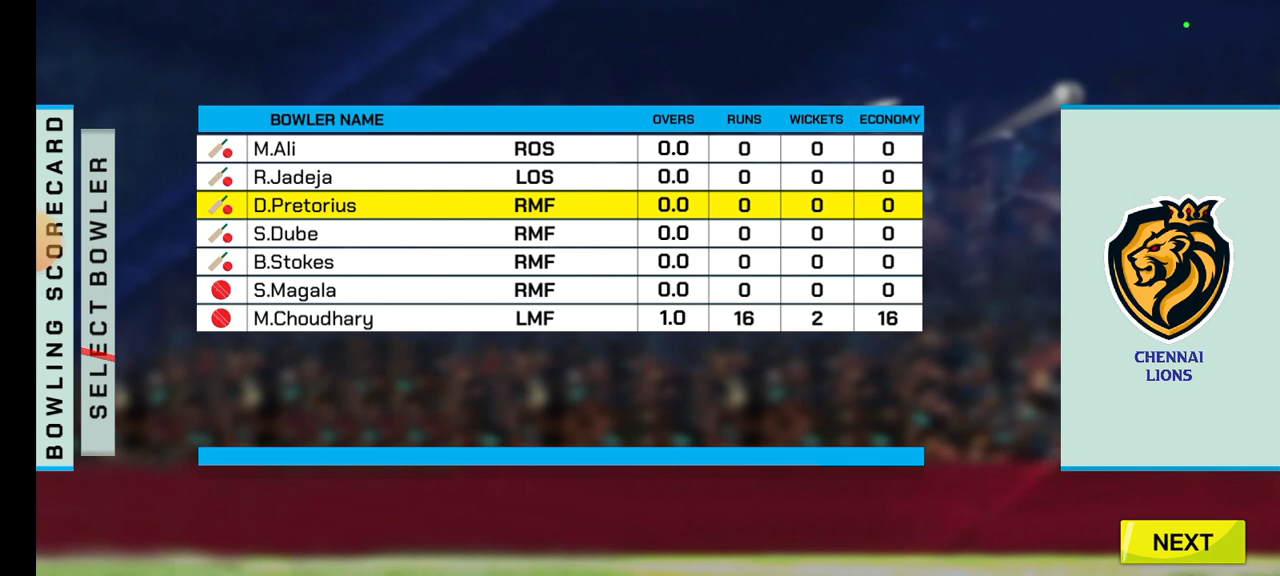 BOWLING SCORECARD
SELECT BOWLER
BOWLER NAME OVERS RUNS WICKETS ECONOMY
M.Ali ROS 0.0 0 0 0
R.Jadeja LOS 0.0 0 0 0
D.Pretorius RMF 0.0 0 0 0
S.Dube RMF 0.0 0 0 0
B.Stokes RMF 0.0 0 0 0
S.Magala RMF 0.0 0 0 0
M.Choudhary LMF 1.0 16 2 16
CHENNAI
LIONS
NEXT